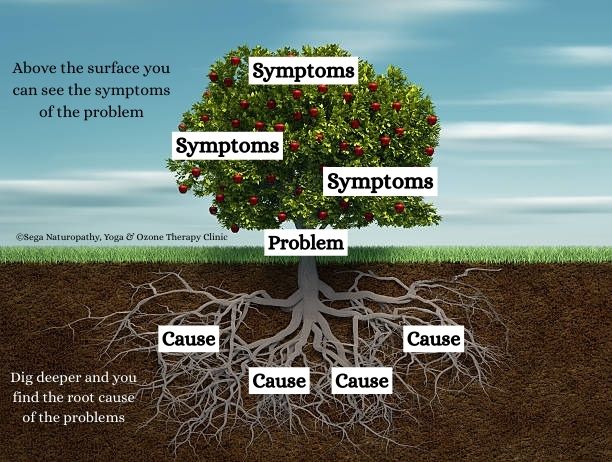 Above the surface you
can see the symptoms
of the problem
Symptoms
Symptoms
Symptoms
©Sega Naturopathy, Yoga & Ozone Therapy Clinic
Problem
Cause
Cause
Cause
Cause
Dig deeper and you
find the root cause
of the problems